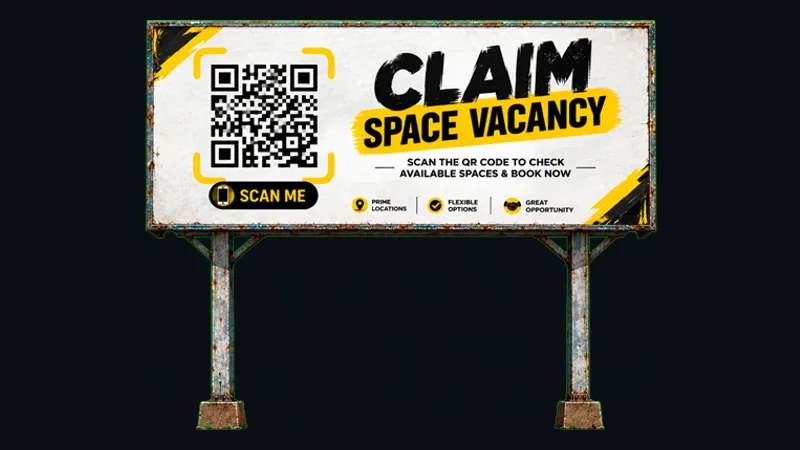 CLAIM
SPACE VACANCY
SCAN THE QR CODE TO CHECK
AVAILABLE SPACES & BOOK NOW
SCAN ME
PRIME
LOCATIONS
FLEXIBLE
OPTIONS
GREAT
OPPORTUNITY